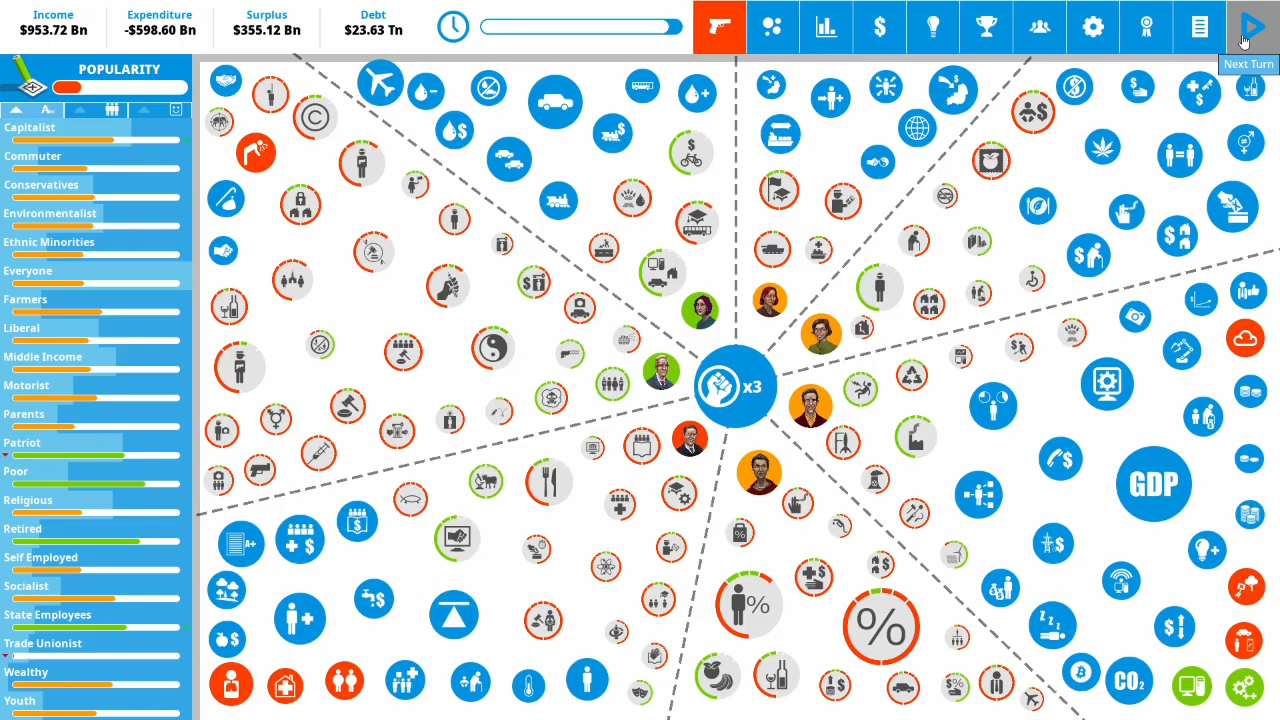 Income
Expenditure
Surplus
Debt
$953.72 Bn
-$598.60 Bn
$355.12 Bn
$23.63 Tn
Next Turn
POPULARITY
Capitalist
Commuter
Conservatives
Environmentalist
Ethnic Minorities
Everyone
Farmers
Liberal
Middle Income
Motorist
Parents
Patriot
Poor
Religious
Retired
Self Employed
Socialist
State Employees
Trade Unionist
Wealthy
Youth
x3
GDP
CO2
A+